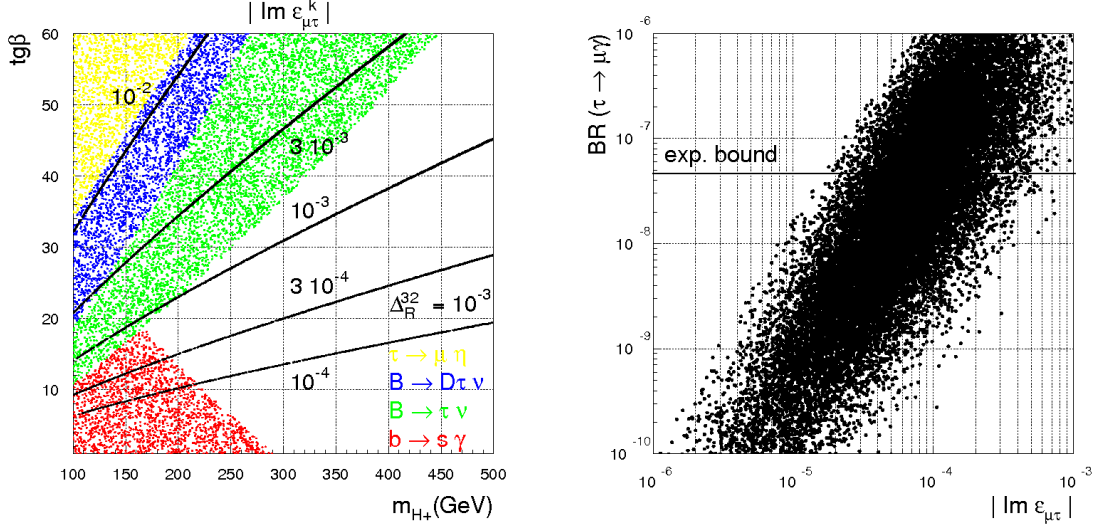 | Im ε_μτ^k |
tgβ
60
50
40
30
20
10
10^-2
3 10^-3
10^-3
3 10^-4
Δ_R^32 = 10^-3
10^-4
τ → μ η
B → Dτ ν
B → τ ν
b → s γ
100 150 200 250 300 350 400 450 500
m_H+(GeV)
BR (τ → μγ)
10^-6
10^-7
10^-8
10^-9
10^-10
exp. bound
10^-6 10^-5 10^-4 10^-3
| Im ε_μτ |